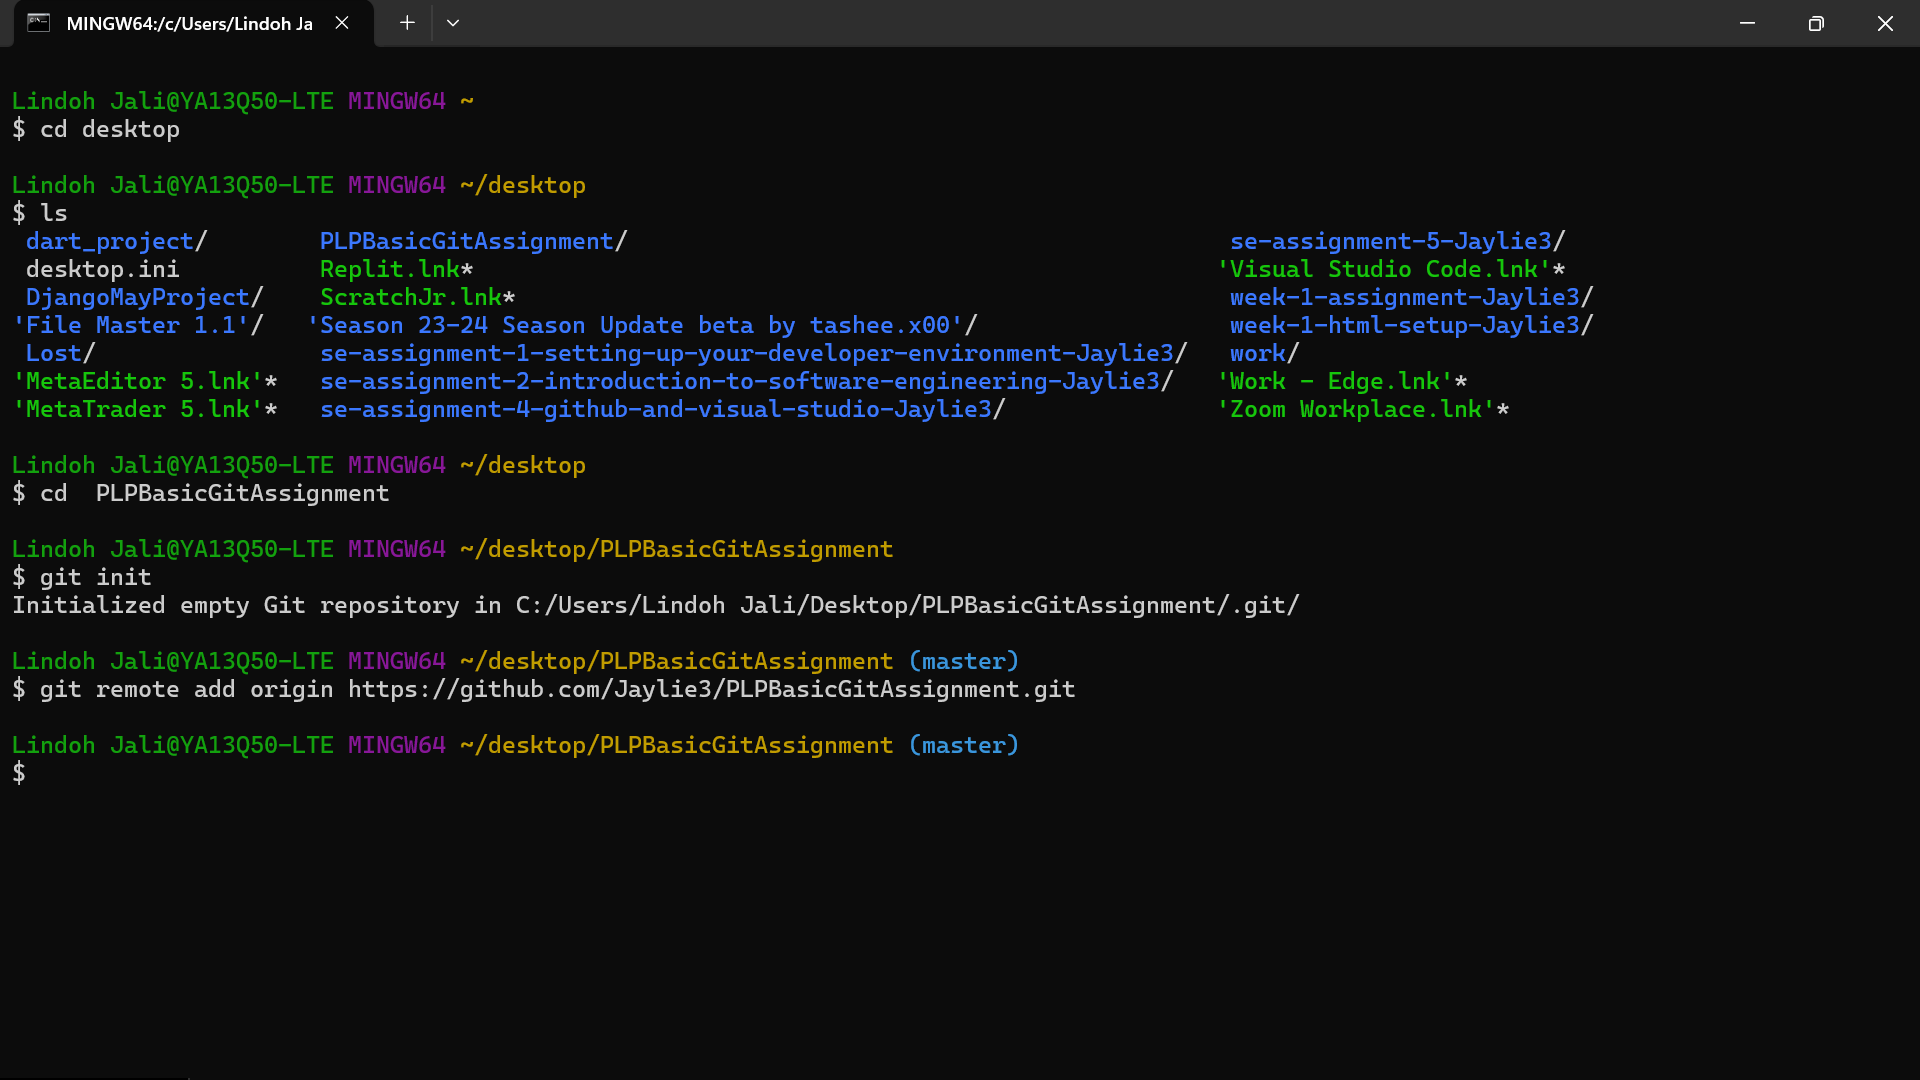 MINGW64:/c/Users/Lindoh Ja
Lindoh Jali@YA13Q50-LTE MINGW64 ~
$ cd desktop
Lindoh Jali@YA13Q50-LTE MINGW64 ~/desktop
$ ls
dart_project/ PLPBasicGitAssignment/ se-assignment-5-Jaylie3/
desktop.ini Replit.lnk* 'Visual Studio Code.lnk'*
DjangoMayProject/ ScratchJr.lnk* week-1-assignment-Jaylie3/
'File Master 1.1'/ 'Season 23-24 Season Update beta by tashee.x00'/ week-1-html-setup-Jaylie3/
Lost/ se-assignment-1-setting-up-your-developer-environment-Jaylie3/ work/
'MetaEditor 5.lnk'* se-assignment-2-introduction-to-software-engineering-Jaylie3/ 'Work - Edge.lnk'*
'MetaTrader 5.lnk'* se-assignment-4-github-and-visual-studio-Jaylie3/ 'Zoom Workplace.lnk'*
Lindoh Jali@YA13Q50-LTE MINGW64 ~/desktop
$ cd  PLPBasicGitAssignment
Lindoh Jali@YA13Q50-LTE MINGW64 ~/desktop/PLPBasicGitAssignment
$ git init
Initialized empty Git repository in C:/Users/Lindoh Jali/Desktop/PLPBasicGitAssignment/.git/
Lindoh Jali@YA13Q50-LTE MINGW64 ~/desktop/PLPBasicGitAssignment (master)
$ git remote add origin https://github.com/Jaylie3/PLPBasicGitAssignment.git
Lindoh Jali@YA13Q50-LTE MINGW64 ~/desktop/PLPBasicGitAssignment (master)
$